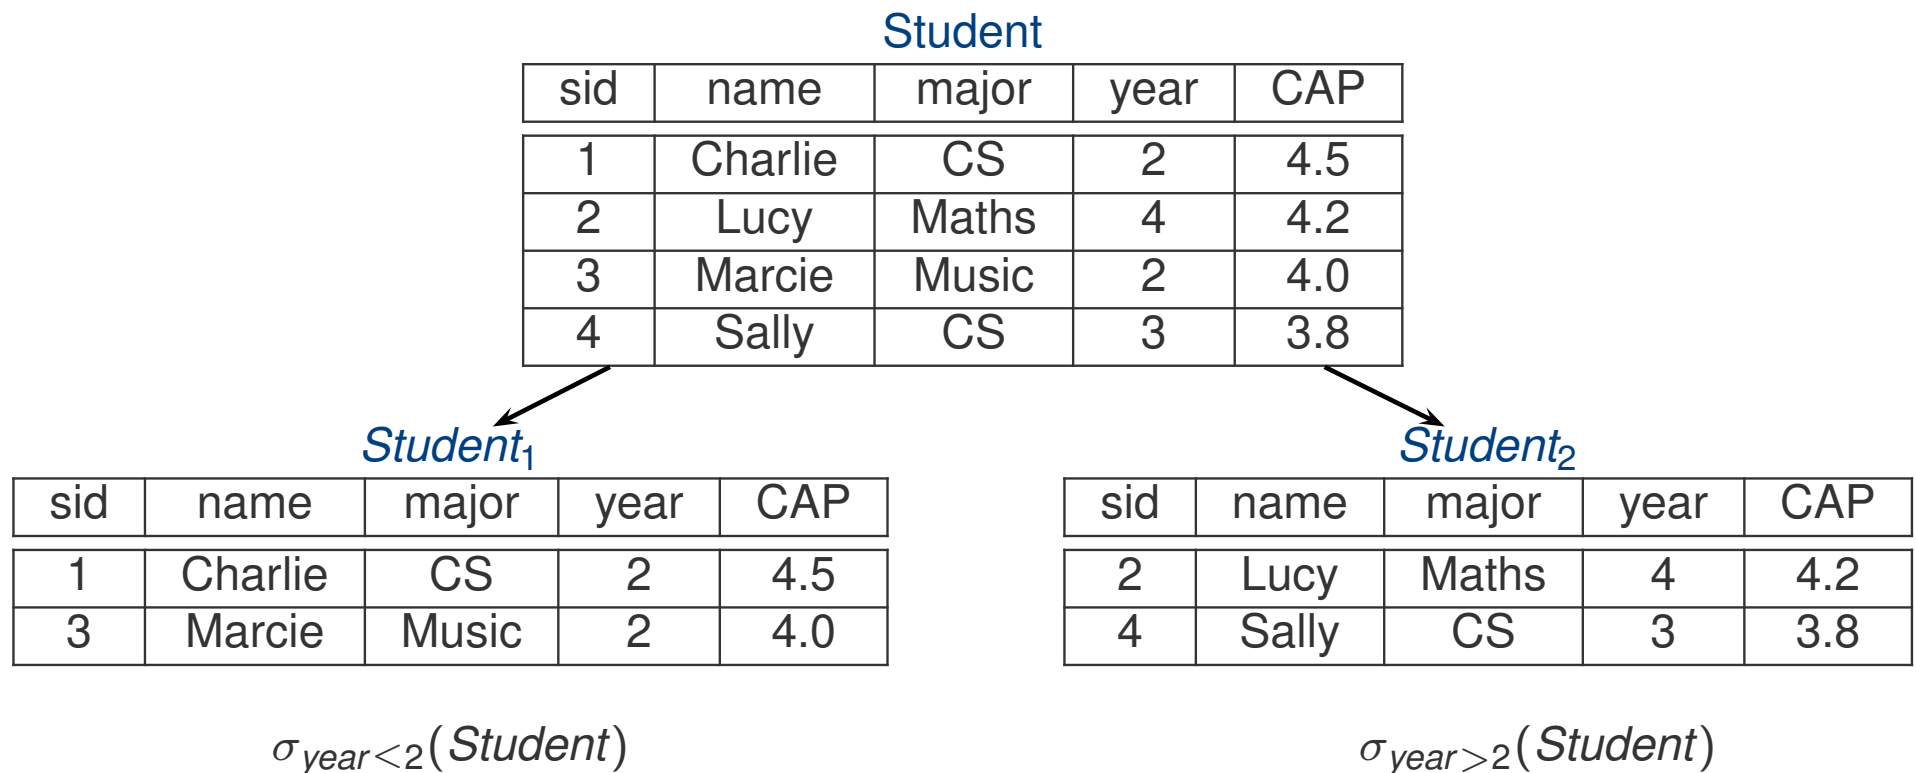 Student
sid name major year CAP
1 Charlie CS 2 4.5
2 Lucy Maths 4 4.2
3 Marcie Music 2 4.0
4 Sally CS 3 3.8
Student₁
sid name major year CAP
1 Charlie CS 2 4.5
3 Marcie Music 2 4.0
σ_year<2(Student)
Student₂
sid name major year CAP
2 Lucy Maths 4 4.2
4 Sally CS 3 3.8
σ_year>2(Student)